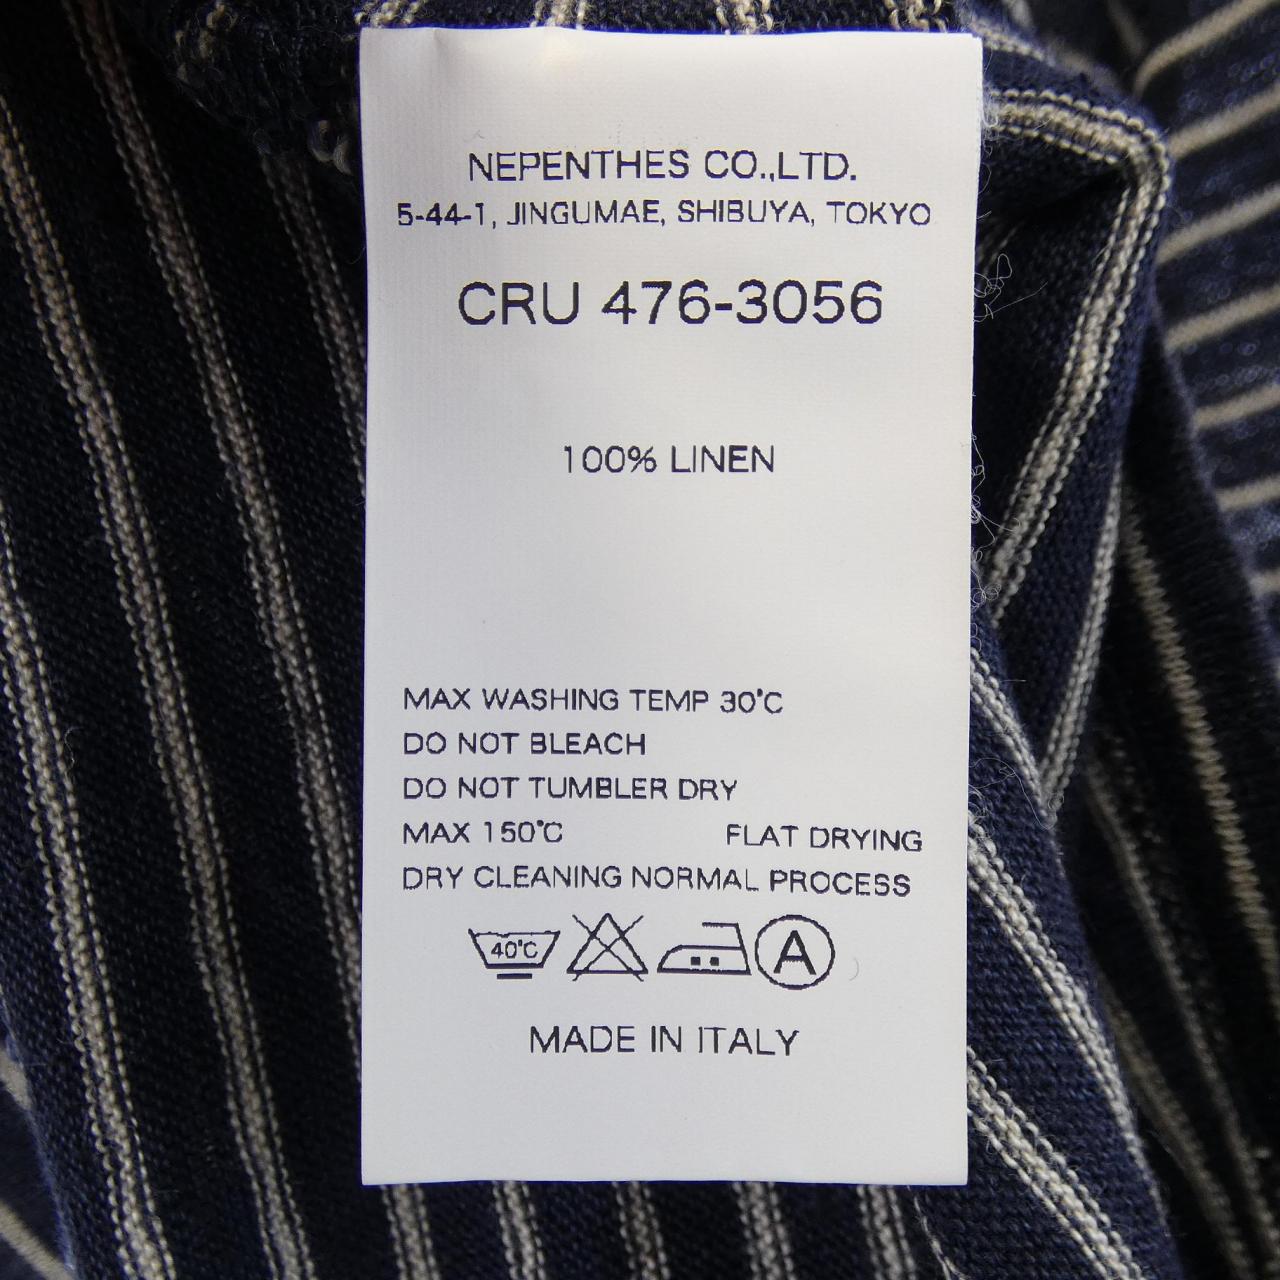 NEPENTHES CO.,LTD.
5-44-1, JINGUMAE, SHIBUYA, TOKYO
CRU 476-3056
100% LINEN
MAX WASHING TEMP 30°C
DO NOT BLEACH
DO NOT TUMBLER DRY
MAX 150°C FLAT DRYING
DRY CLEANING NORMAL PROCESS
40°C A
MADE IN ITALY